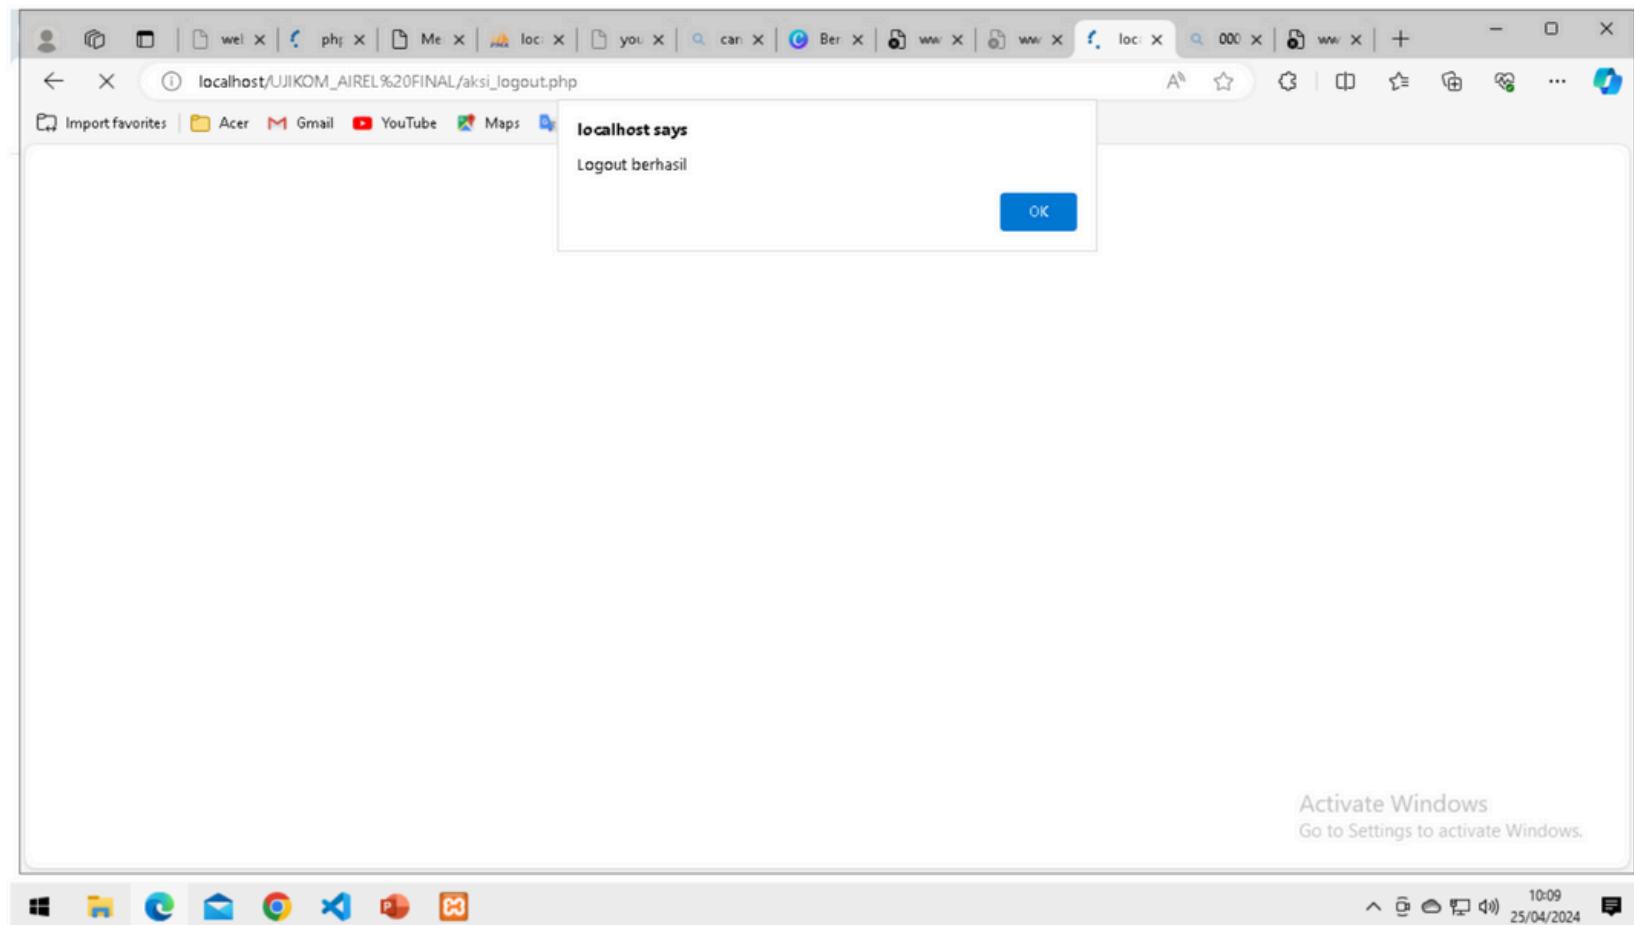 wel
php
Me
loc
you
can
Ber
ww
ww
loc
000
ww
localhost/UJIKOM_AIREL%20FINAL/aksi_logout.php
Import favorites
Acer
Gmail
YouTube
Maps
localhost says
Logout berhasil
OK
Activate Windows
Go to Settings to activate Windows.
10:09
25/04/2024